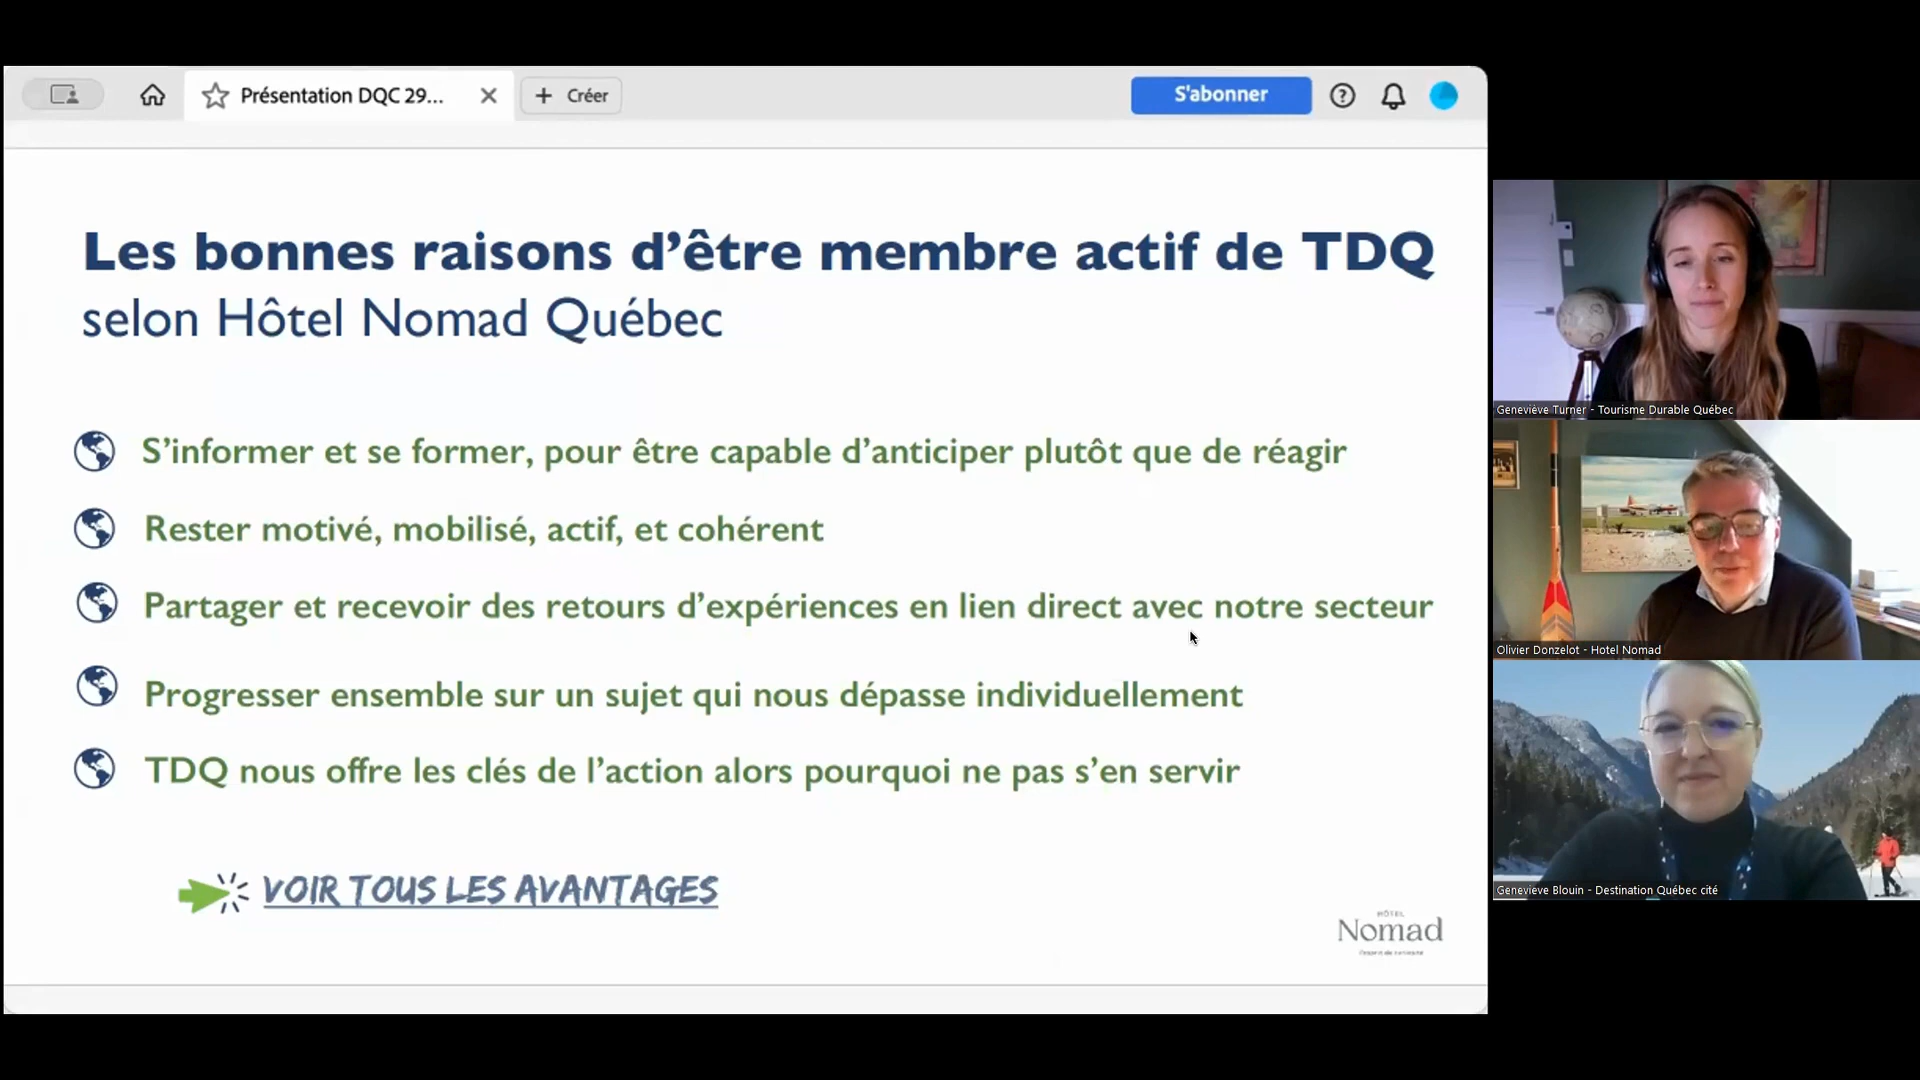 Présentation DQC 29...
Créer
S'abonner
Les bonnes raisons d’être membre actif de TDQ
selon Hôtel Nomad Québec
S’informer et se former, pour être capable d’anticiper plutôt que de réagir
Rester motivé, mobilisé, actif, et cohérent
Partager et recevoir des retours d’expériences en lien direct avec notre secteur
Progresser ensemble sur un sujet qui nous dépasse individuellement
TDQ nous offre les clés de l’action alors pourquoi ne pas s’en servir
VOIR TOUS LES AVANTAGES
HÔTEL
Nomad
Geneviève Turner - Tourisme Durable Québec
Olivier Donzelot - Hotel Nomad
Genevieve Blouin - Destination Québec cité